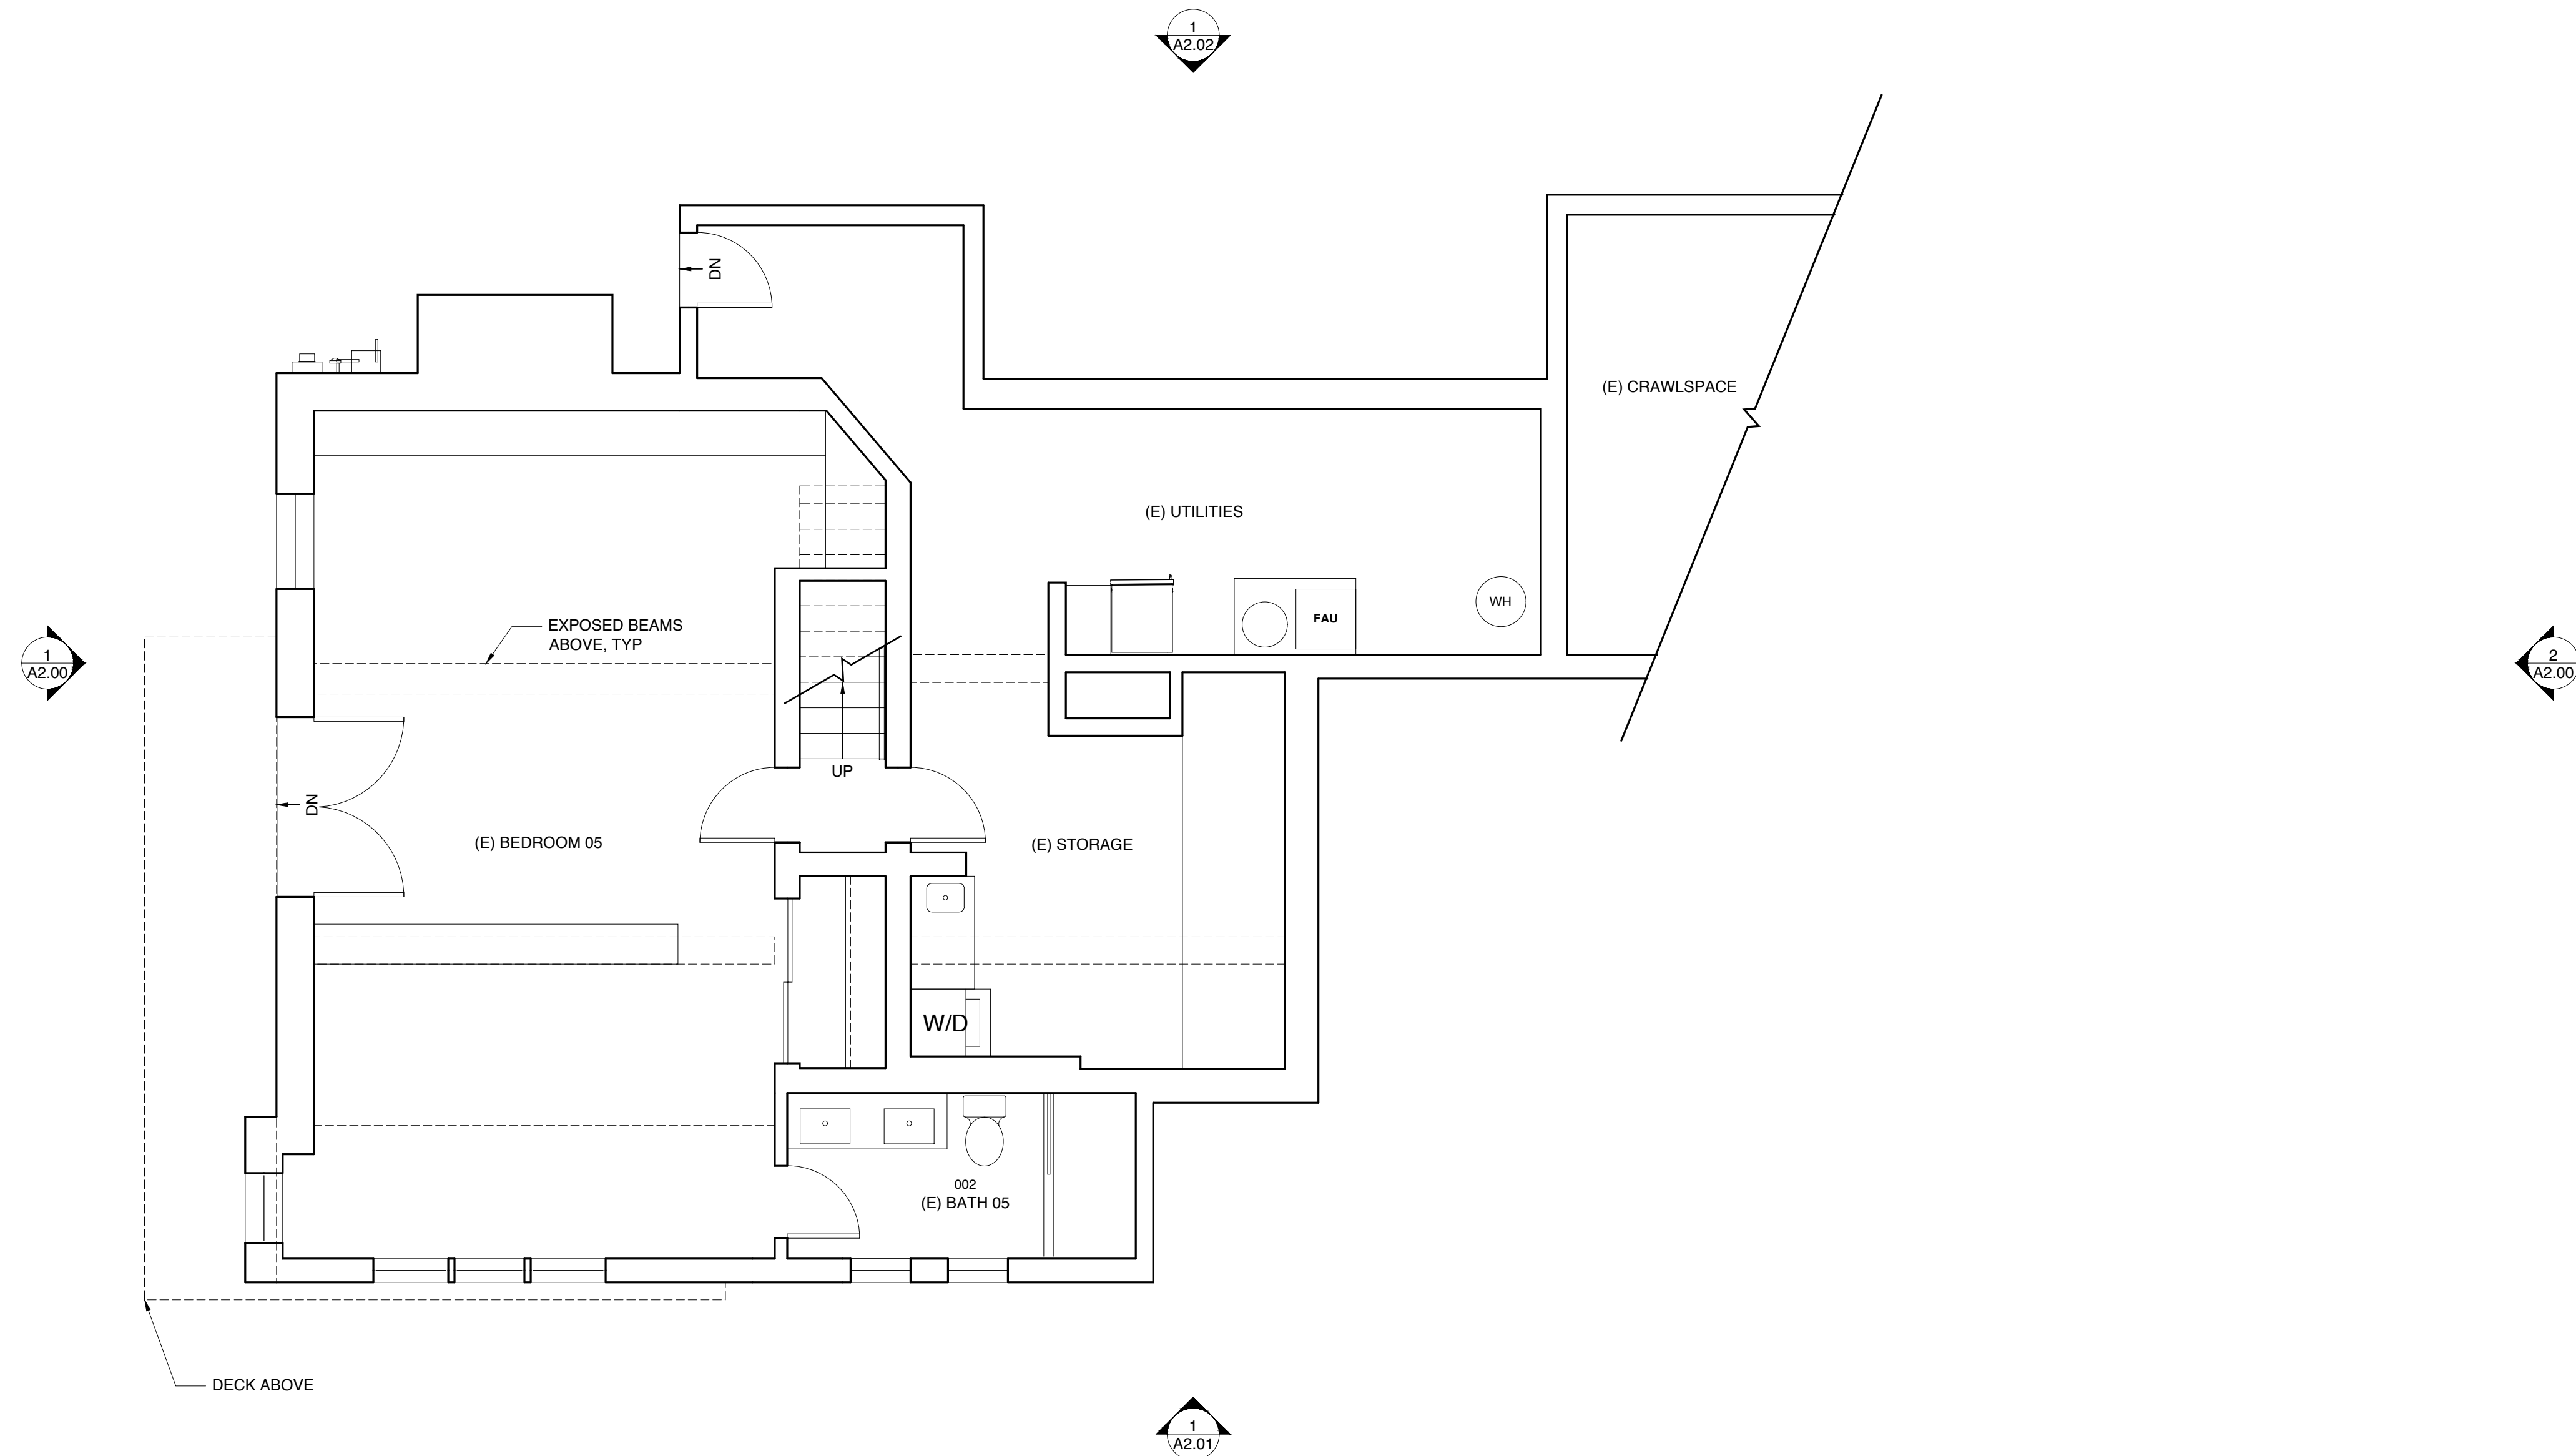 1
A2.02
DN
(E) CRAWLSPACE
(E) UTILITIES
WH
FAU
EXPOSED BEAMS
ABOVE, TYP
1
A2.00
2
A2.00
UP
DN
(E) BEDROOM 05
(E) STORAGE
W/D
002
(E) BATH 05
DECK ABOVE
1
A2.01